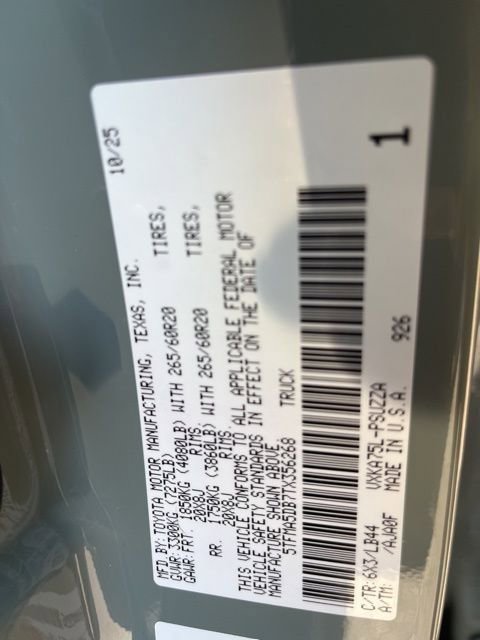 MFD.BY:TOYOTA MOTOR MANUFACTURING, TEXAS, INC. 10/25
GVWR:3300KG (7275LB)
GAWR:FRT. 1850KG (4080LB) WITH 265/60R20 TIRES,
20X8J RIMS
RR. 1750KG (3860LB) WITH 265/60R20 TIRES,
20X8J RIMS
THIS VEHICLE CONFORMS TO ALL APPLICABLE FEDERAL MOTOR
VEHICLE SAFETY STANDARDS IN EFFECT ON THE DATE OF
MANUFACTURE SHOWN ABOVE.
5TFMA5DB7TX356268 TRUCK
C/TR:6X3/LB44 VXKA75L-PSUZZA
A/TM: /AJA0F MADE IN U.S.A. 926
1